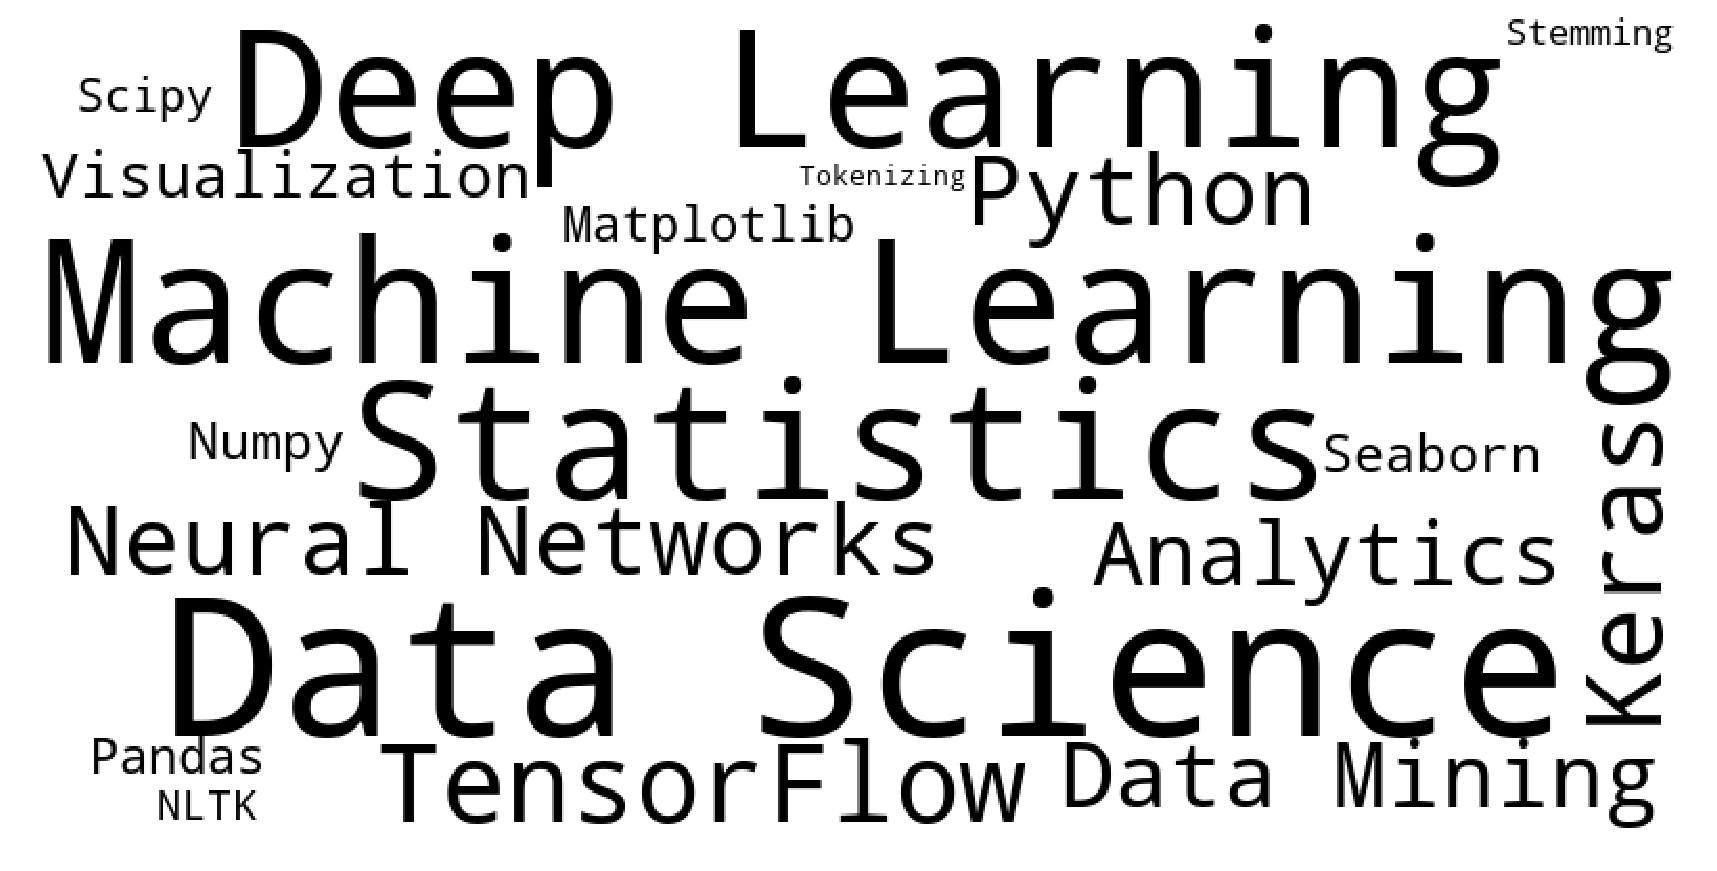 Stemming
Deep Learning
Scipy
Visualization
Tokenizing
Python
Matplotlib
Machine Learning
Statistics
Numpy
Seaborn
Keras
Neural Networks
Analytics
Data Science
Pandas
TensorFlow
Data Mining
NLTK